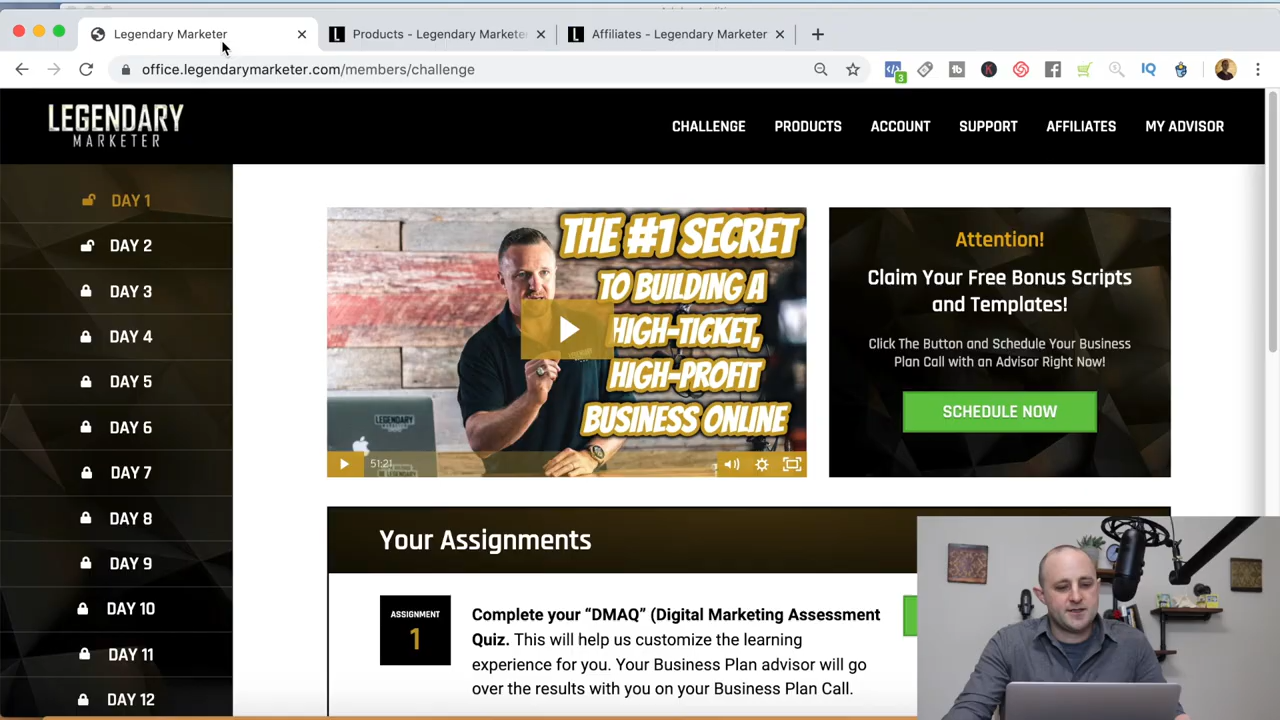 Legendary Marketer
Products - Legendary Markete
Affiliates - Legendary Marketer
office.legendarymarketer.com/members/challenge
3
LEGENDARY
MARKETER
CHALLENGE
PRODUCTS
ACCOUNT
SUPPORT
AFFILIATES
MY ADVISOR
DAY 1
DAY 2
DAY 3
DAY 4
DAY 5
DAY 6
DAY 7
DAY 8
DAY 9
DAY 10
DAY 11
DAY 12
THE #1 SECRET
TO BUILDING A
HIGH-TICKET,
HIGH-PROFIT
BUSINESS ONLINE
51:21
Attention!
Claim Your Free Bonus Scripts
and Templates!
Click The Button and Schedule Your Business
Plan Call with an Advisor Right Now!
SCHEDULE NOW
Your Assignments
ASSIGNMENT
1
Complete your “DMAQ” (Digital Marketing Assessment
Quiz. This will help us customize the learning
experience for you. Your Business Plan advisor will go
over the results with you on your Business Plan Call.